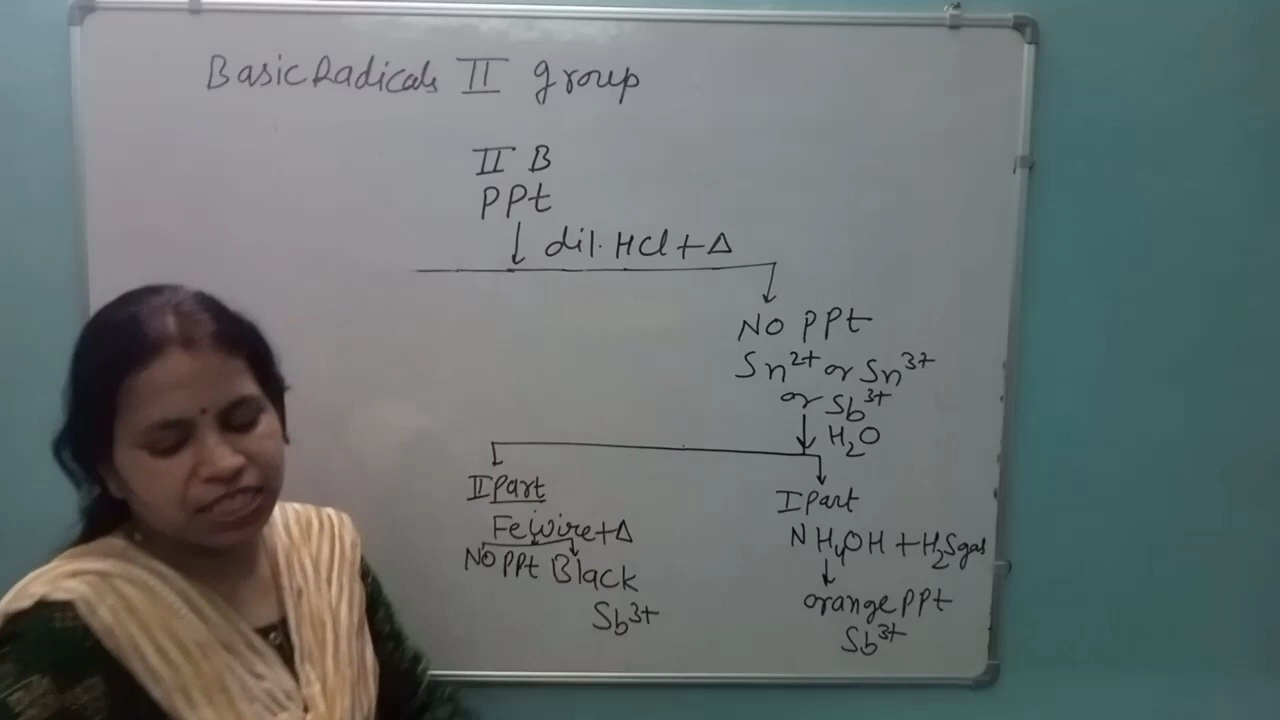 Basic Radicals II group
II B
PPt
dil. HCl + Δ
NO PPt
Sn²⁺ or Sn³⁺
or Sb³⁺
H₂O
II Part
Fe wire + Δ
NO PPt Black
Sb³⁺
I Part
NH₄OH + H₂S gas
orange PPt
Sb³⁺